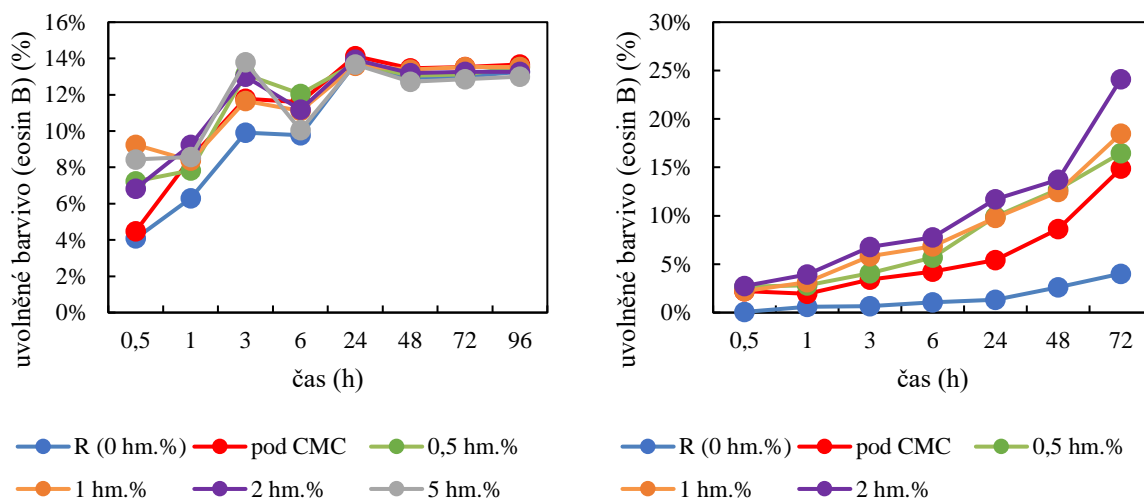 uvolněné barvivo (eosin B) (%)
16%
14%
12%
10%
8%
6%
4%
2%
0%
0,5 1 3 6 24 48 72 96
čas (h)
R (0 hm.%) pod CMC 0,5 hm.%
1 hm.% 2 hm.% 5 hm.%
uvolněné barvivo (eosin B) (%)
30%
25%
20%
15%
10%
5%
0%
0,5 1 3 6 24 48 72
čas (h)
R (0 hm.%) pod CMC 0,5 hm.%
1 hm.% 2 hm.%